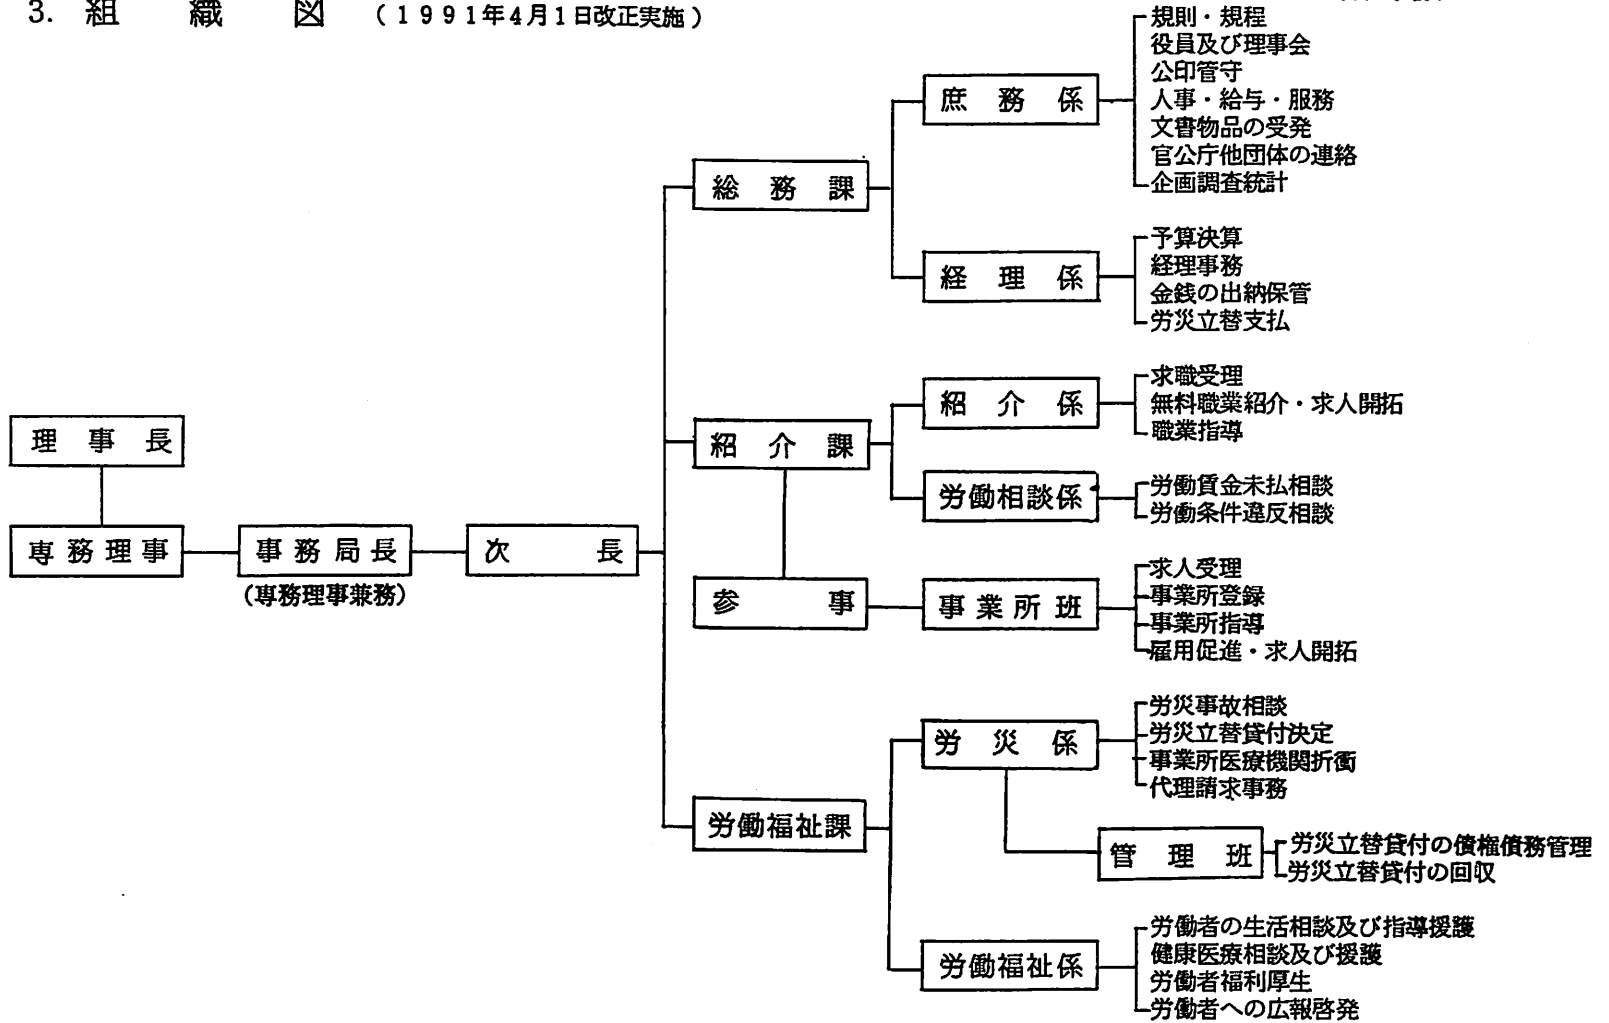 3. 組織図 (1991年4月1日改正実施)
理事長
専務理事
事務局長
(専務理事兼務)
次長
総務課
庶務係
規則・規程
役員及び理事会
公印管守
人事・給与・服務
文書物品の受発
官公庁他団体の連絡
企画調査統計
経理係
予算決算
経理事務
金銭の出納保管
労災立替支払
紹介課
紹介係
求職受理
無料職業紹介・求人開拓
職業指導
労働相談係
労働賃金未払相談
労働条件違反相談
参事
事業所班
求人受理
事業所登録
事業所指導
雇用促進・求人開拓
労働福祉課
労災係
労災事故相談
労災立替貸付決定
事業所医療機関折衝
代理請求事務
管理班
労災立替貸付の債権債務管理
労災立替貸付の回収
労働福祉係
労働者の生活相談及び指導援護
健康医療相談及び援護
労働者福利厚生
労働者への広報啓発